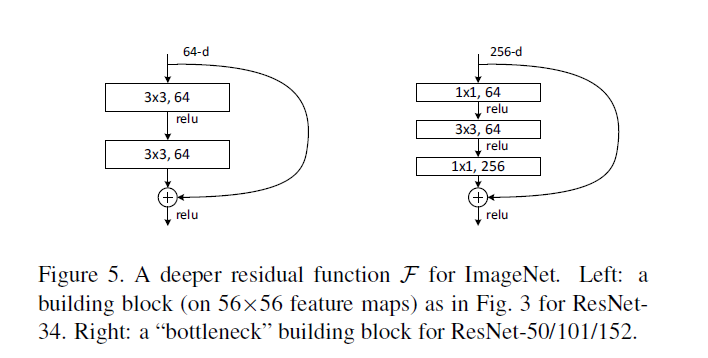 64-d
3x3, 64
relu
3x3, 64
+
relu
256-d
1x1, 64
relu
3x3, 64
relu
1x1, 256
+
relu
Figure 5. A deeper residual function F for ImageNet. Left: a
building block (on 56×56 feature maps) as in Fig. 3 for ResNet-
34. Right: a “bottleneck” building block for ResNet-50/101/152.